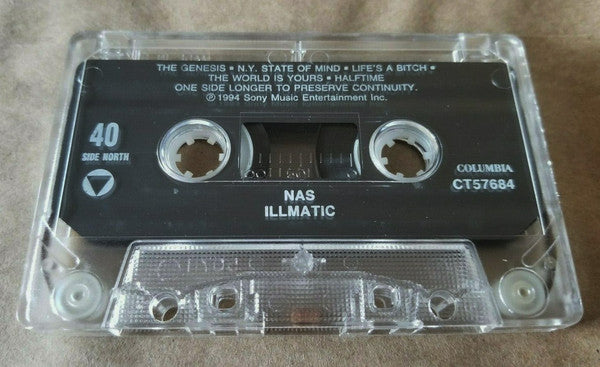 THE GENESIS • N.Y. STATE OF MIND • LIFE'S A BITCH •
THE WORLD IS YOURS • HALFTIME
ONE SIDE LONGER TO PRESERVE CONTINUITY.
℗ 1994 Sony Music Entertainment Inc.
40
SIDE NORTH
COLUMBIA
CT57684
NAS
ILLMATIC